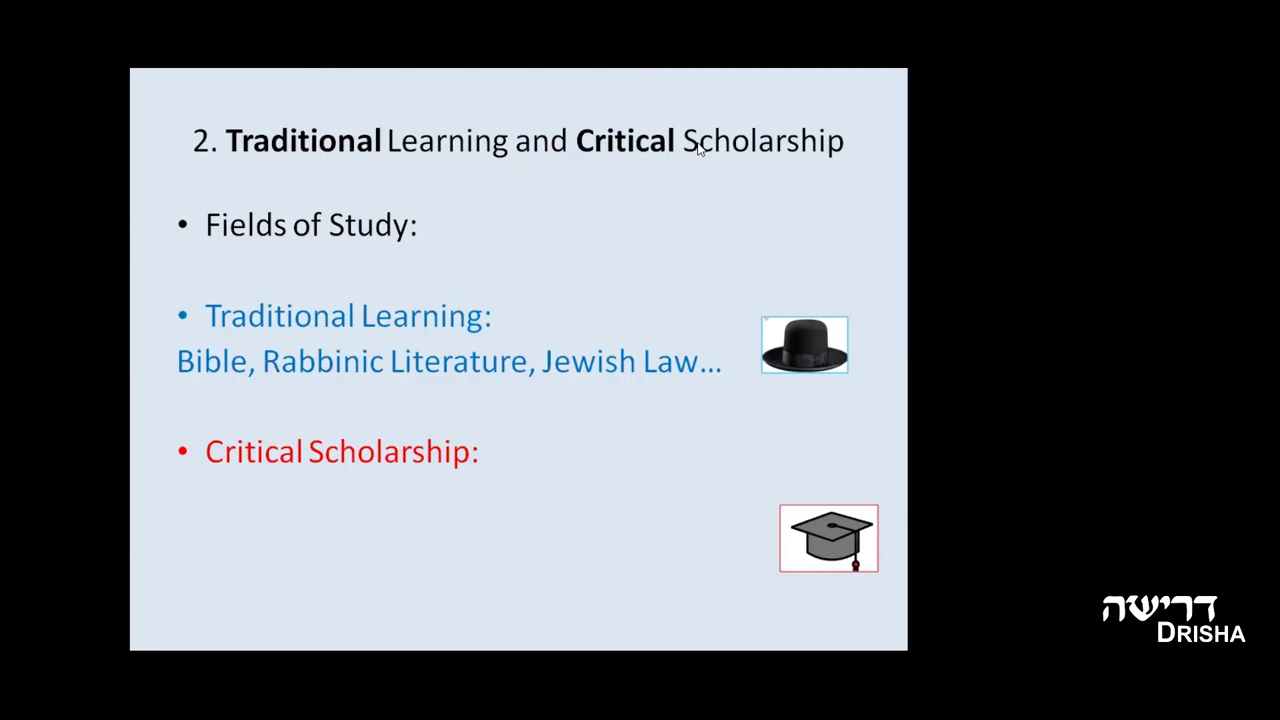 2. Traditional Learning and Critical Scholarship
• Fields of Study:
• Traditional Learning:
Bible, Rabbinic Literature, Jewish Law…
• Critical Scholarship:
דרישה
DRISHA